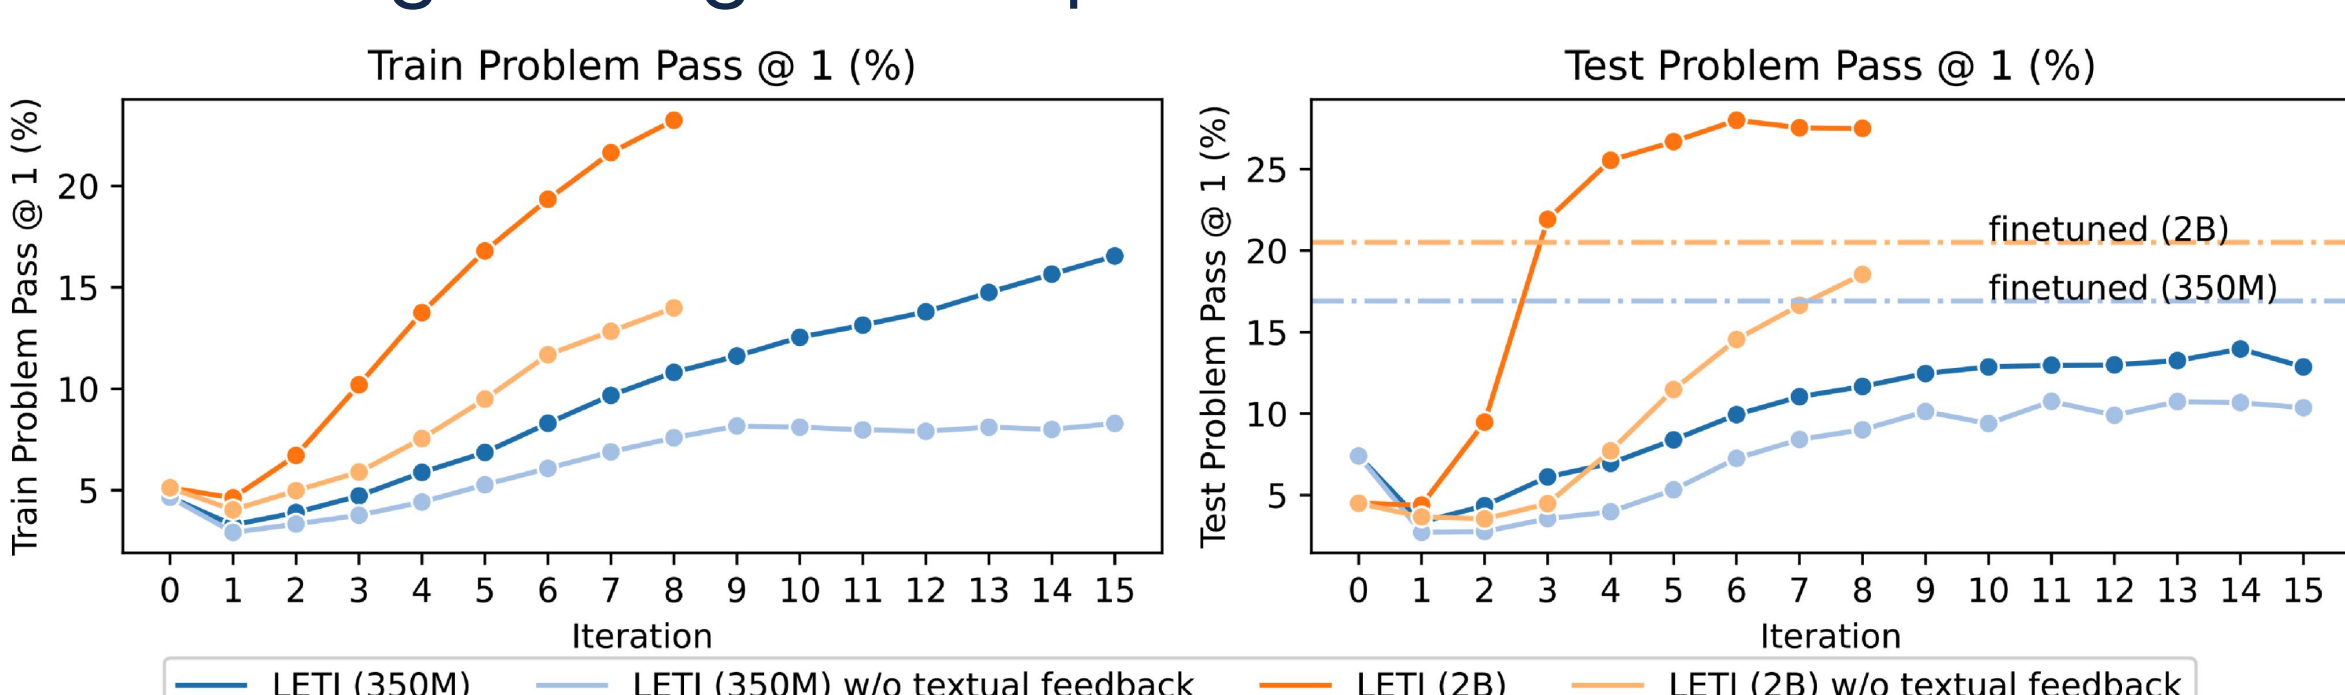 Train Problem Pass @ 1 (%)
Train Problem Pass @ 1 (%)
20
15
10
5
0 1 2 3 4 5 6 7 8 9 10 11 12 13 14 15
Iteration
Test Problem Pass @ 1 (%)
Test Problem Pass @ 1 (%)
25
20
15
10
5
finetuned (2B)
finetuned (350M)
0 1 2 3 4 5 6 7 8 9 10 11 12 13 14 15
Iteration
LETI (350M) LETI (350M) w/o textual feedback LETI (2B) LETI (2B) w/o textual feedback